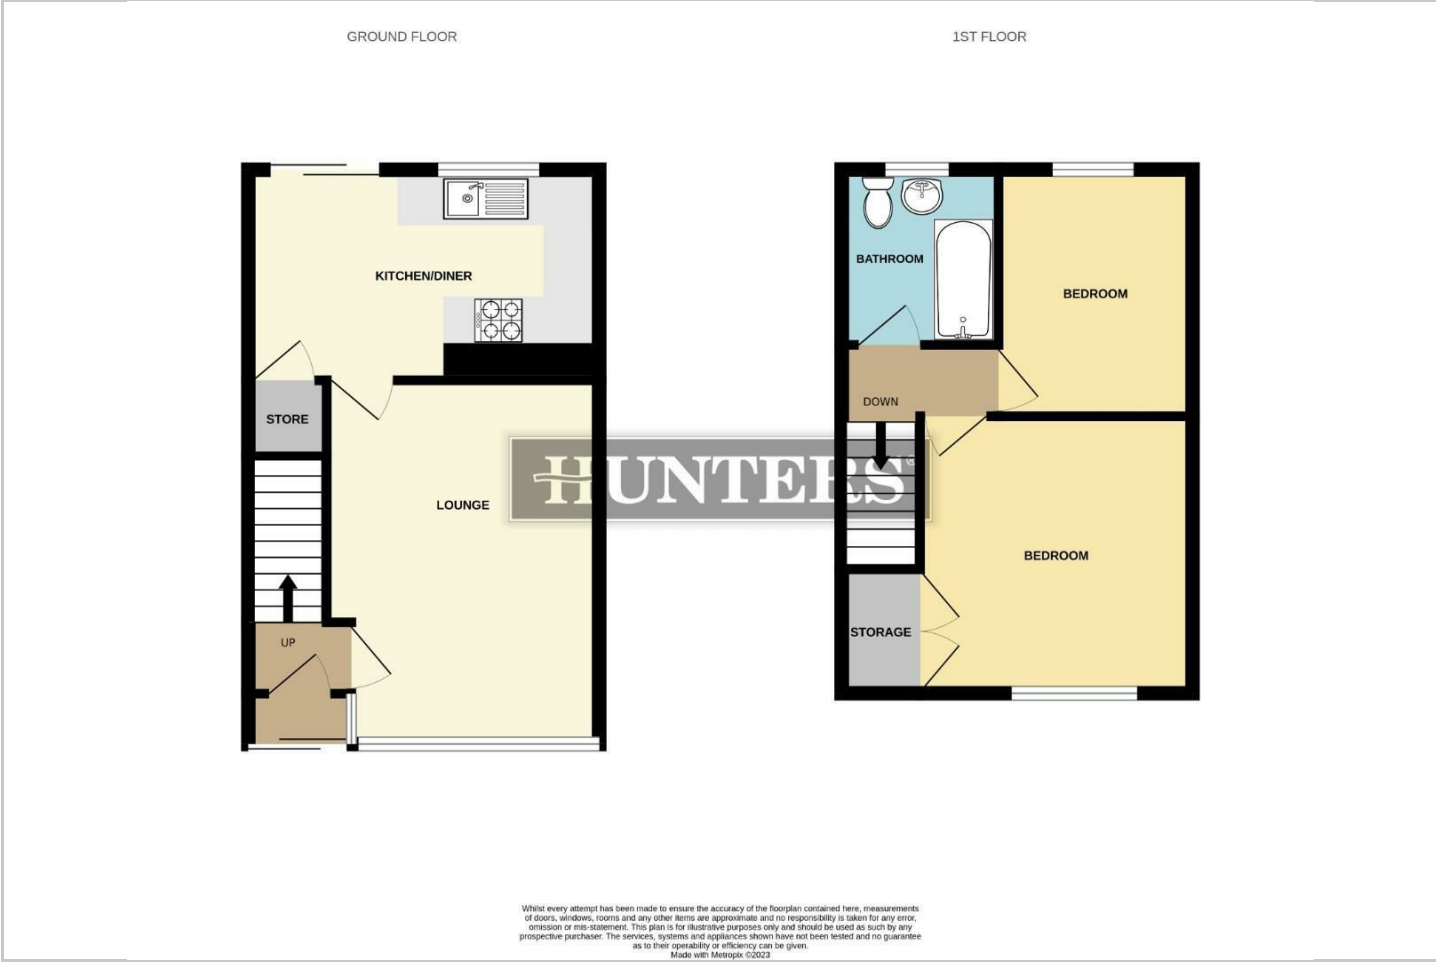 GROUND FLOOR
1ST FLOOR
KITCHEN/DINER
STORE
LOUNGE
UP
BATHROOM
BEDROOM
DOWN
BEDROOM
STORAGE
HUNTERS®
Whilst every attempt has been made to ensure the accuracy of the floorplan contained here, measurements
of doors, windows, rooms and any other items are approximate and no responsibility is taken for any error,
omission or mis-statement. This plan is for illustrative purposes only and should be used as such by any
prospective purchaser. The services, systems and appliances shown have not been tested and no guarantee
as to their operability or efficiency can be given.
Made with Metropix ©2023